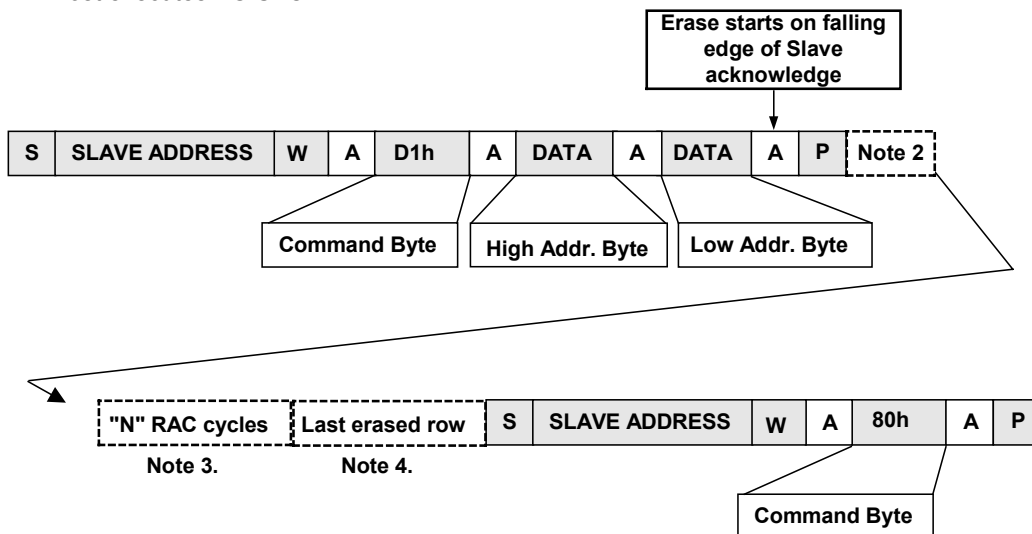 Erase starts on falling
edge of Slave
acknowledge
S SLAVE ADDRESS W A D1h A DATA A DATA A P Note 2
Command Byte High Addr. Byte Low Addr. Byte
"N" RAC cycles Last erased row S SLAVE ADDRESS W A 80h A P
Note 3. Note 4.
Command Byte